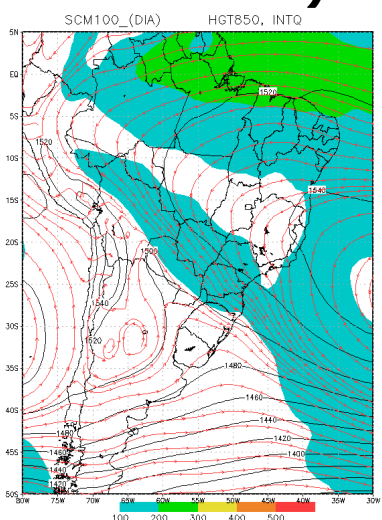 SCM100_(DIA) HGT850, INTQ
5N
EQ
1520
5S
10S
1520
1540
15S
20S
1500
25S
1540
30S
1520
35S
1480
1460
40S
1440
1480
1420
45S
1460
1400
1440
1420
50S
80W 75W 70W 65W 60W 55W 50W 45W 40W 35W 30W
100 200 300 400 500